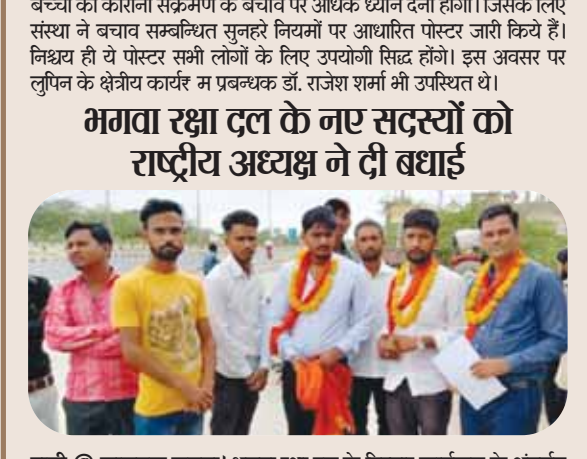 बच्चों को कोरोना संक्रमण के बचाव पर अधिक ध्यान देना होगा। जिसके लिए
संस्था ने बचाव सम्बन्धित सुनहरे नियमों पर आधारित पोस्टर जारी किये हैं।
निश्चय ही ये पोस्टर सभी लोगों के लिए उपयोगी सिद्ध होंगे। इस अवसर पर
लुपिन के क्षेत्रीय कार्यक्र म प्रबन्धक डॉ. राजेश शर्मा भी उपस्थित थे।
भगवा रक्षा दल के नए सदस्यों को
राष्ट्रीय अध्यक्ष ने दी बधाई